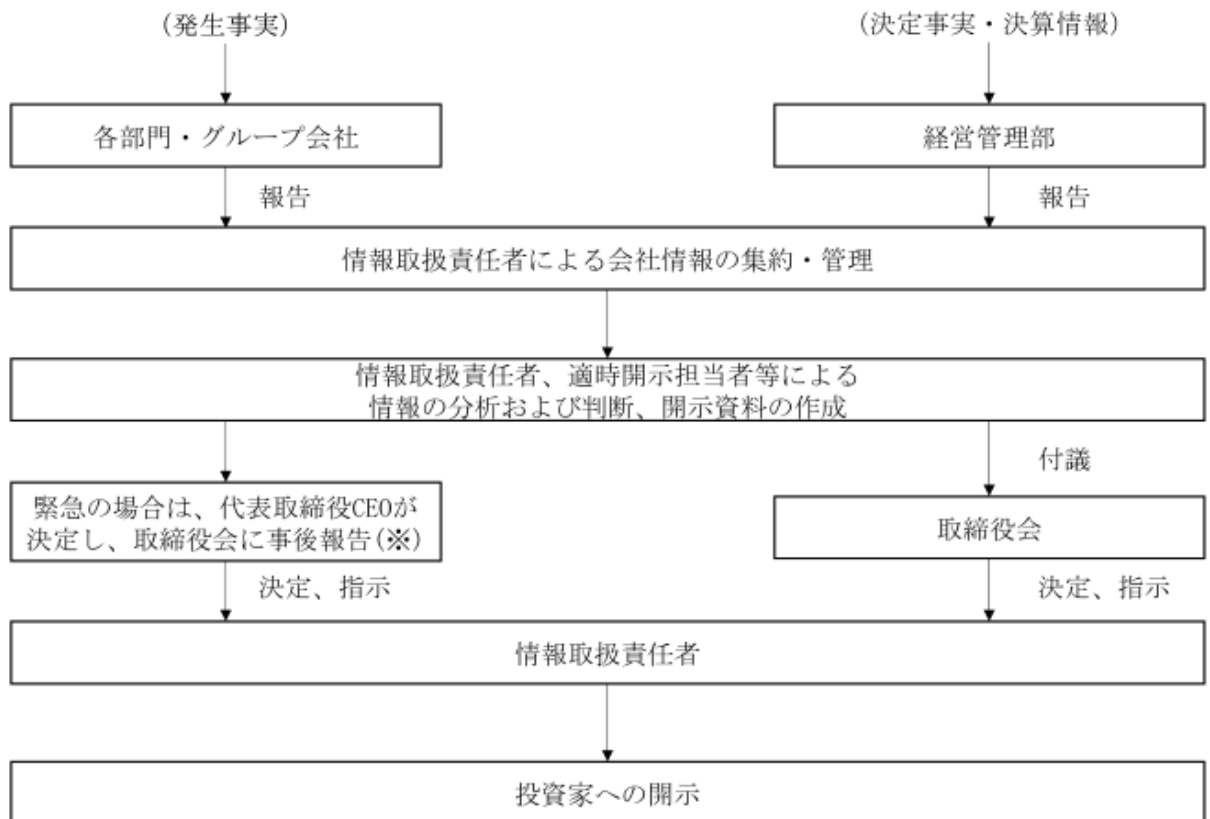 (発生事実)
(決定事実・決算情報)
各部門・グループ会社
経営管理部
報告
報告
情報取扱責任者による会社情報の集約・管理
情報取扱責任者、適時開示担当者等による
情報の分析および判断、開示資料の作成
付議
緊急の場合は、代表取締役CEOが
決定し、取締役会に事後報告(※)
取締役会
決定、指示
決定、指示
情報取扱責任者
投資家への開示